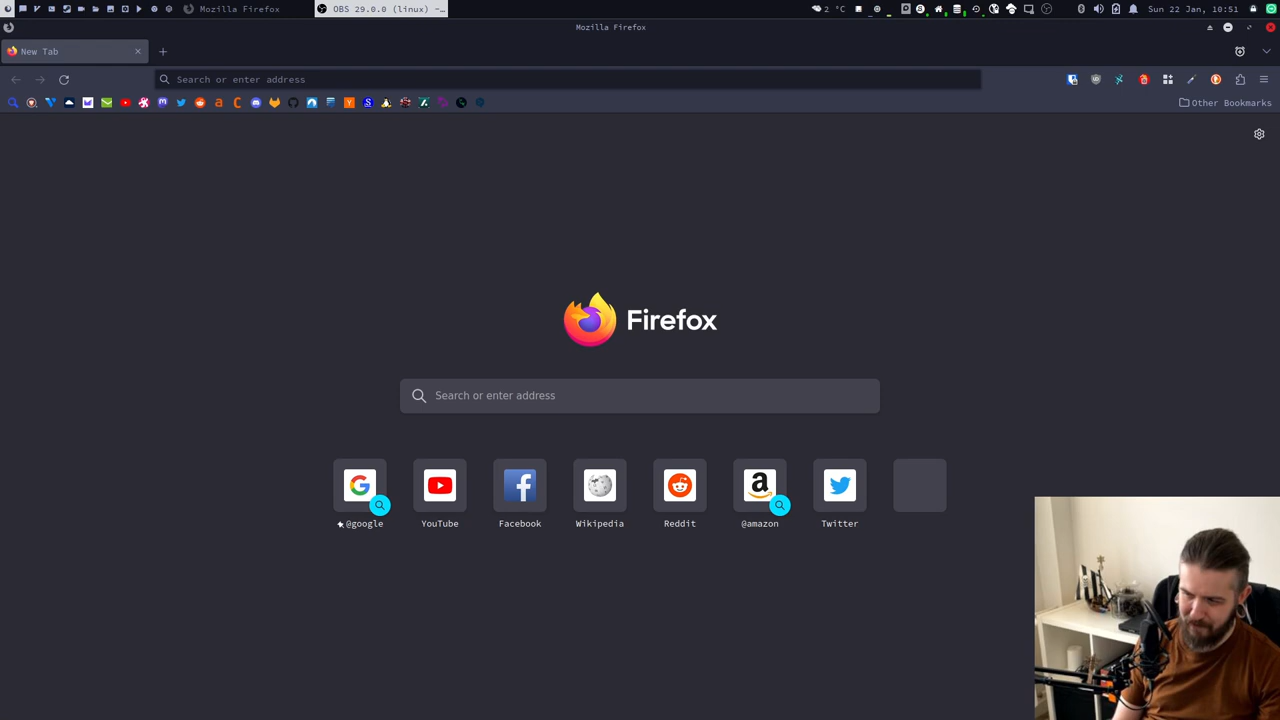 Mozilla Firefox
OBS 29.0.0 (linux) -…
2 °C
Sun 22 Jan, 10:51
Mozilla Firefox
New Tab
Search or enter address
Other Bookmarks
Firefox
Search or enter address
@google
YouTube
Facebook
Wikipedia
Reddit
@amazon
Twitter